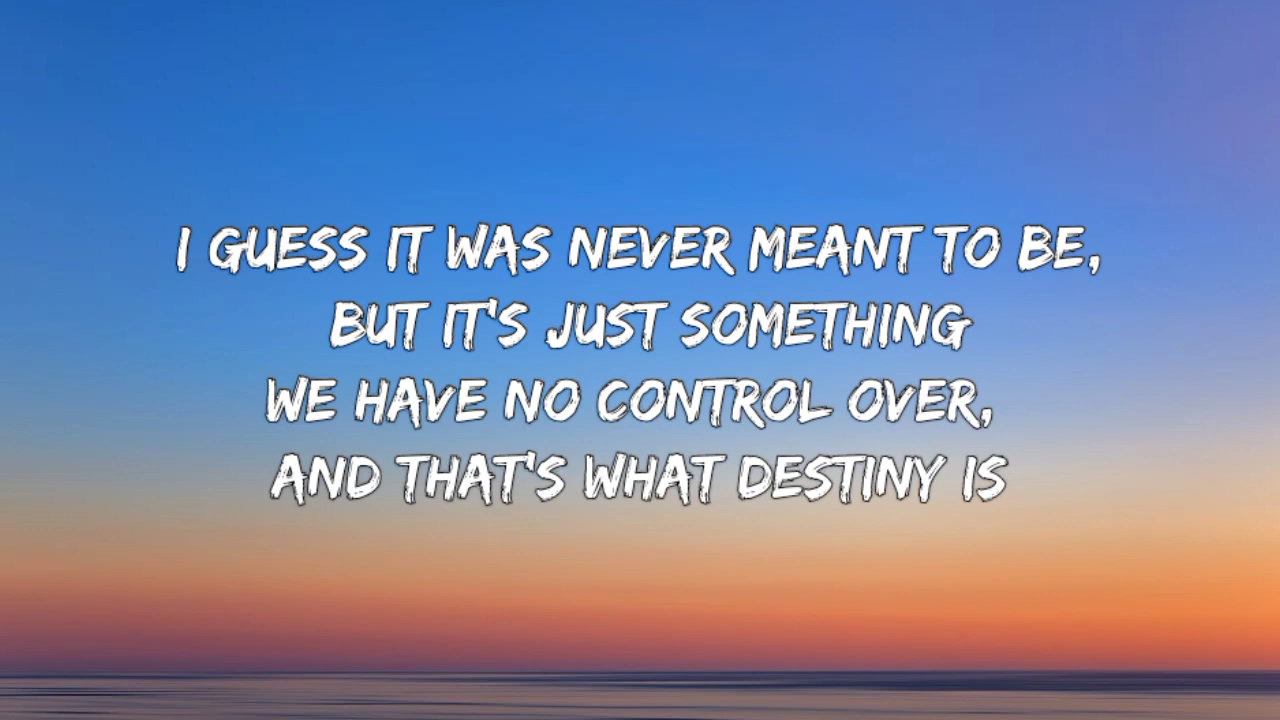 I GUESS IT WAS NEVER MEANT TO BE,
BUT IT'S JUST SOMETHING
WE HAVE NO CONTROL OVER,
AND THAT'S WHAT DESTINY IS